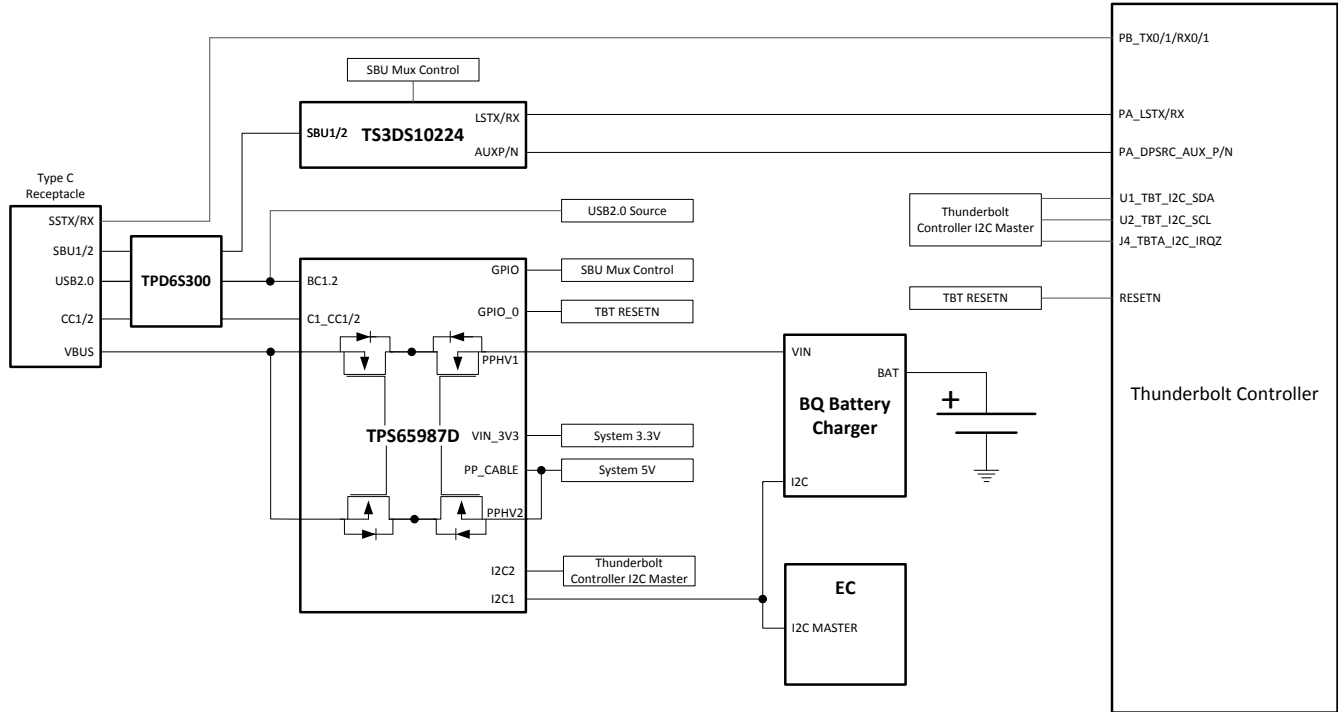 PB_TX0/1/RX0/1
SBU Mux Control
LSTX/RX
PA_LSTX/RX
SBU1/2
TS3DS10224
AUXP/N
PA_DPSRC_AUX_P/N
Type C
Receptacle
SSTX/RX
SBU1/2
USB2.0
CC1/2
VBUS
TPD6S300
USB2.0 Source
Thunderbolt
Controller I2C Master
U1_TBT_I2C_SDA
U2_TBT_I2C_SCL
J4_TBTA_I2C_IRQZ
TBT RESETN
RESETN
BC1.2
C1_CC1/2
GPIO
SBU Mux Control
GPIO_0
TBT RESETN
PPHV1
TPS65987D
VIN_3V3
System 3.3V
PP_CABLE
System 5V
PPHV2
I2C2
Thunderbolt
Controller I2C Master
I2C1
VIN
BAT
BQ Battery
Charger
I2C
+
EC
I2C MASTER
Thunderbolt Controller